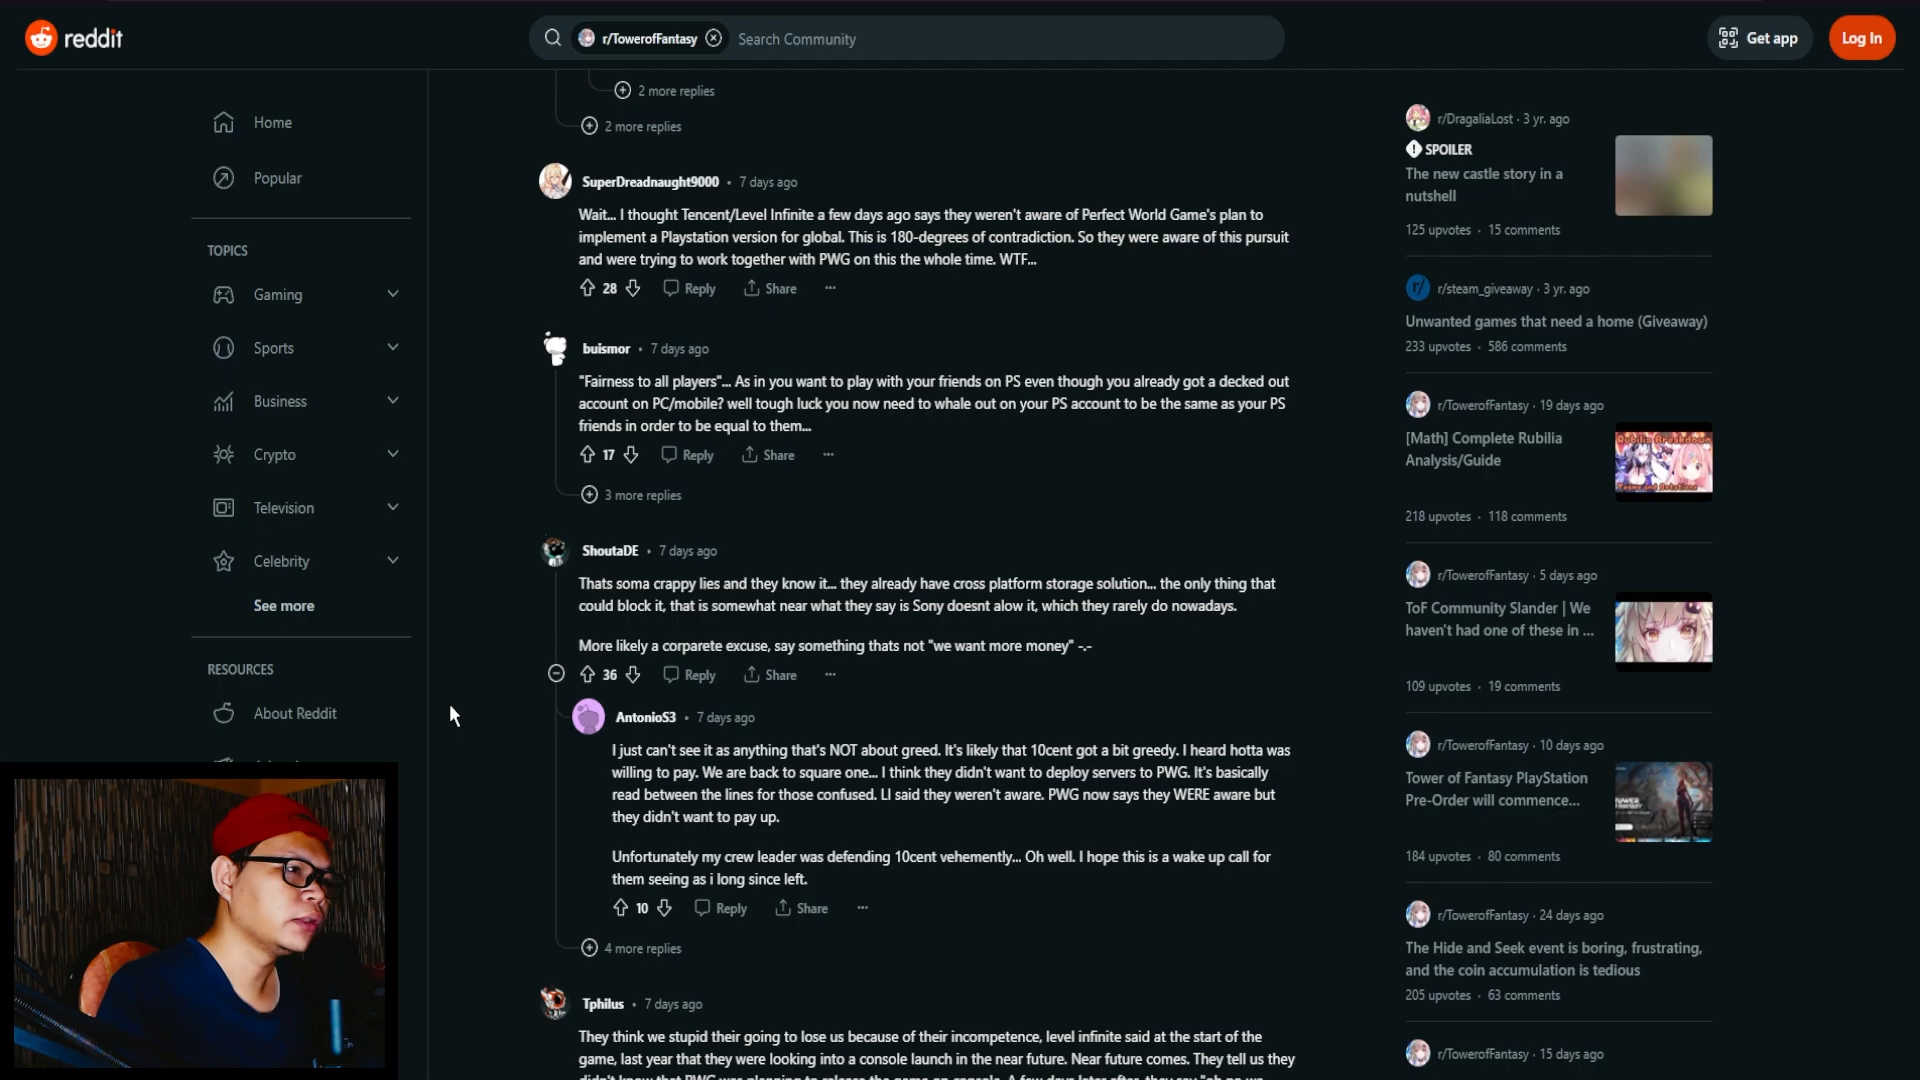 reddit
r/TowerofFantasy
Search Community
Get app
Log In
Home
Popular
TOPICS
Gaming
Sports
Business
Crypto
Television
Celebrity
See more
RESOURCES
About Reddit
2 more replies
2 more replies
SuperDreadnaught9000 • 7 days ago
Wait... I thought Tencent/Level Infinite a few days ago says they weren't aware of Perfect World Game's plan to
implement a Playstation version for global. This is 180-degrees of contradiction. So they were aware of this pursuit
and were trying to work together with PWG on this the whole time. WTF...
28 Reply Share ...
buismor • 7 days ago
"Fairness to all players"... As in you want to play with your friends on PS even though you already got a decked out
account on PC/mobile? well tough luck you now need to whale out on your PS account to be the same as your PS
friends in order to be equal to them...
17 Reply Share ...
3 more replies
ShoutaDE • 7 days ago
Thats soma crappy lies and they know it... they already have cross platform storage solution... the only thing that
could block it, that is somewhat near what they say is Sony doesnt alow it, which they rarely do nowadays.
More likely a corparete excuse, say something thats not "we want more money" -.-
36 Reply Share ...
AntonioS3 • 7 days ago
I just can't see it as anything that's NOT about greed. It's likely that 10cent got a bit greedy. I heard hotta was
willing to pay. We are back to square one... I think they didn't want to deploy servers to PWG. It's basically
read between the lines for those confused. LI said they weren't aware. PWG now says they WERE aware but
they didn't want to pay up.
Unfortunately my crew leader was defending 10cent vehemently... Oh well. I hope this is a wake up call for
them seeing as i long since left.
10 Reply Share ...
4 more replies
Tphilus • 7 days ago
They think we stupid their going to lose us because of their incompetence, level infinite said at the start of the
game, last year that they were looking into a console launch in the near future. Near future comes. They tell us they
didn't know that PWG was planning to release the game on console. A few days later after, they say "oh no we
r/DragaliaLost · 3 yr. ago
SPOILER
The new castle story in a
nutshell
125 upvotes · 15 comments
r/steam_giveaway · 3 yr. ago
Unwanted games that need a home (Giveaway)
233 upvotes · 586 comments
r/TowerofFantasy · 19 days ago
[Math] Complete Rubilia
Analysis/Guide
Rubilia Breakdown
218 upvotes · 118 comments
r/TowerofFantasy · 5 days ago
ToF Community Slander | We
haven't had one of these in ...
109 upvotes · 19 comments
r/TowerofFantasy · 10 days ago
Tower of Fantasy PlayStation
Pre-Order will commence...
184 upvotes · 80 comments
r/TowerofFantasy · 24 days ago
The Hide and Seek event is boring, frustrating,
and the coin accumulation is tedious
205 upvotes · 63 comments
r/TowerofFantasy · 15 days ago